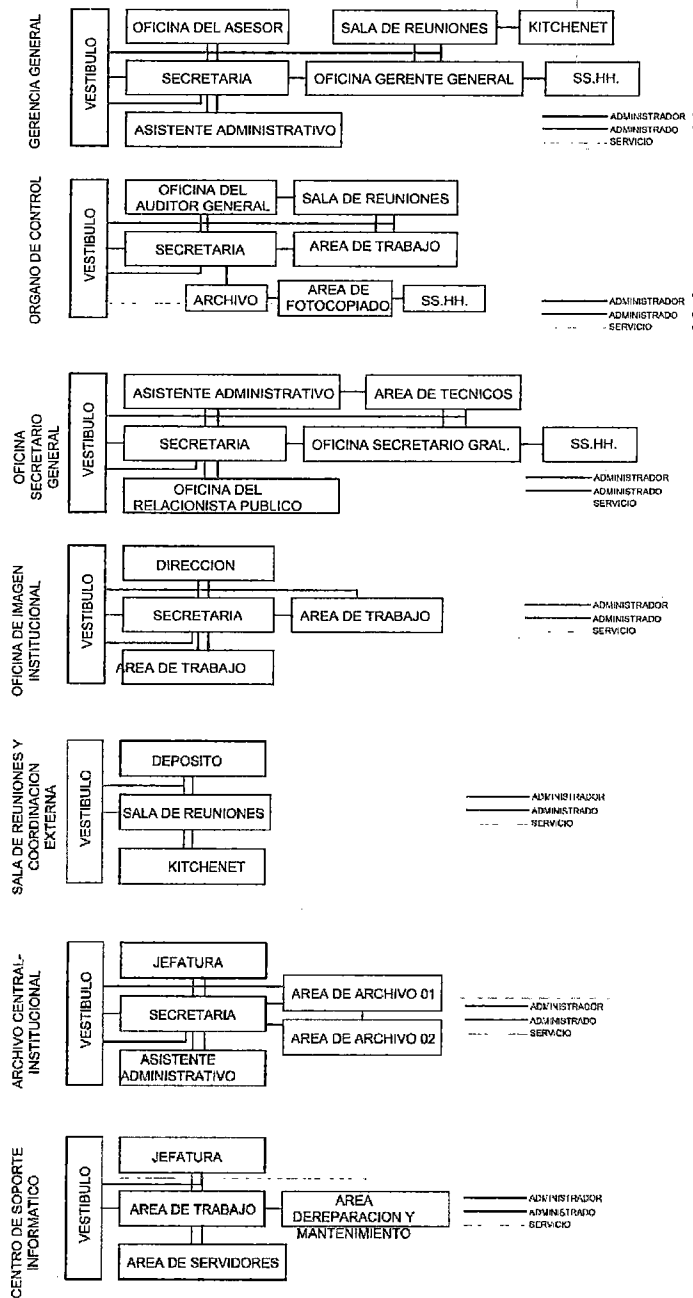 GERENCIA GENERAL
VESTIBULO
OFICINA DEL ASESOR
SALA DE REUNIONES
KITCHENET
SECRETARIA
OFICINA GERENTE GENERAL
SS.HH.
ASISTENTE ADMINISTRATIVO
ADMINISTRADOR
ADMINISTRADO
SERVICIO
ORGANO DE CONTROL
VESTIBULO
OFICINA DEL
AUDITOR GENERAL
SALA DE REUNIONES
SECRETARIA
AREA DE TRABAJO
ARCHIVO
AREA DE
FOTOCOPIADO
SS.HH.
ADMINISTRADOR
ADMINISTRADO
SERVICIO
OFICINA
SECRETARIO
GENERAL
VESTIBULO
ASISTENTE ADMINISTRATIVO
AREA DE TECNICOS
SECRETARIA
OFICINA SECRETARIO GRAL.
SS.HH.
OFICINA DEL
RELACIONISTA PUBLICO
ADMINISTRADOR
ADMINISTRADO
SERVICIO
OFICINA DE IMAGEN
INSTITUCIONAL
VESTIBULO
DIRECCION
SECRETARIA
AREA DE TRABAJO
AREA DE TRABAJO
ADMINISTRADOR
ADMINISTRADO
SERVICIO
SALA DE REUNIONES Y
COORDINACION
EXTERNA
VESTIBULO
DEPOSITO
SALA DE REUNIONES
KITCHENET
ADMINISTRADOR
ADMINISTRADO
SERVICIO
ARCHIVO CENTRAL-
INSTITUCIONAL
VESTIBULO
JEFATURA
AREA DE ARCHIVO 01
SECRETARIA
AREA DE ARCHIVO 02
ASISTENTE
ADMINISTRATIVO
ADMINISTRADOR
ADMINISTRADO
SERVICIO
CENTRO DE SOPORTE
INFORMATICO
VESTIBULO
JEFATURA
AREA DE TRABAJO
AREA
DEREPARACION Y
MANTENIMIENTO
AREA DE SERVIDORES
ADMINISTRADOR
ADMINISTRADO
SERVICIO